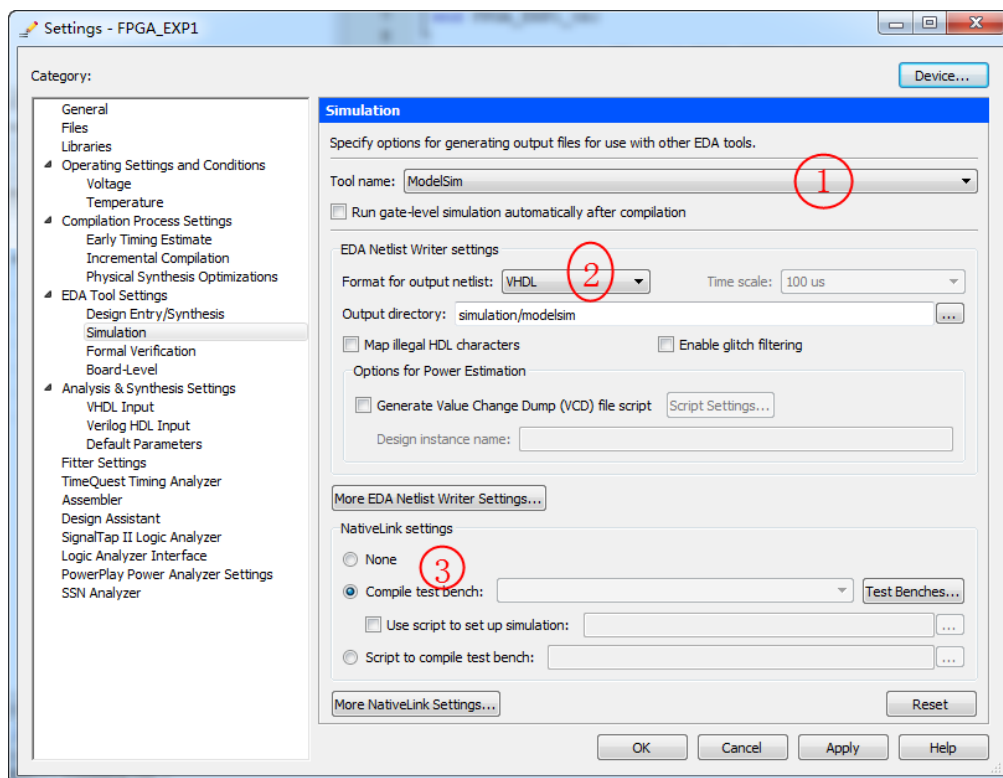 Settings - FPGA_EXP1
Category:
Device...
General
Files
Libraries
Operating Settings and Conditions
Voltage
Temperature
Compilation Process Settings
Early Timing Estimate
Incremental Compilation
Physical Synthesis Optimizations
EDA Tool Settings
Design Entry/Synthesis
Simulation
Formal Verification
Board-Level
Analysis & Synthesis Settings
VHDL Input
Verilog HDL Input
Default Parameters
Fitter Settings
TimeQuest Timing Analyzer
Assembler
Design Assistant
SignalTap II Logic Analyzer
Logic Analyzer Interface
PowerPlay Power Analyzer Settings
SSN Analyzer
Simulation
Specify options for generating output files for use with other EDA tools.
Tool name: ModelSim 1
Run gate-level simulation automatically after compilation
EDA Netlist Writer settings
Format for output netlist: VHDL 2 Time scale: 100 us
Output directory: simulation/modelsim ...
Map illegal HDL characters Enable glitch filtering
Options for Power Estimation
Generate Value Change Dump (VCD) file script Script Settings...
Design instance name:
More EDA Netlist Writer Settings...
NativeLink settings
None 3
Compile test bench: Test Benches...
Use script to set up simulation: ...
Script to compile test bench: ...
More NativeLink Settings... Reset
OK Cancel Apply Help